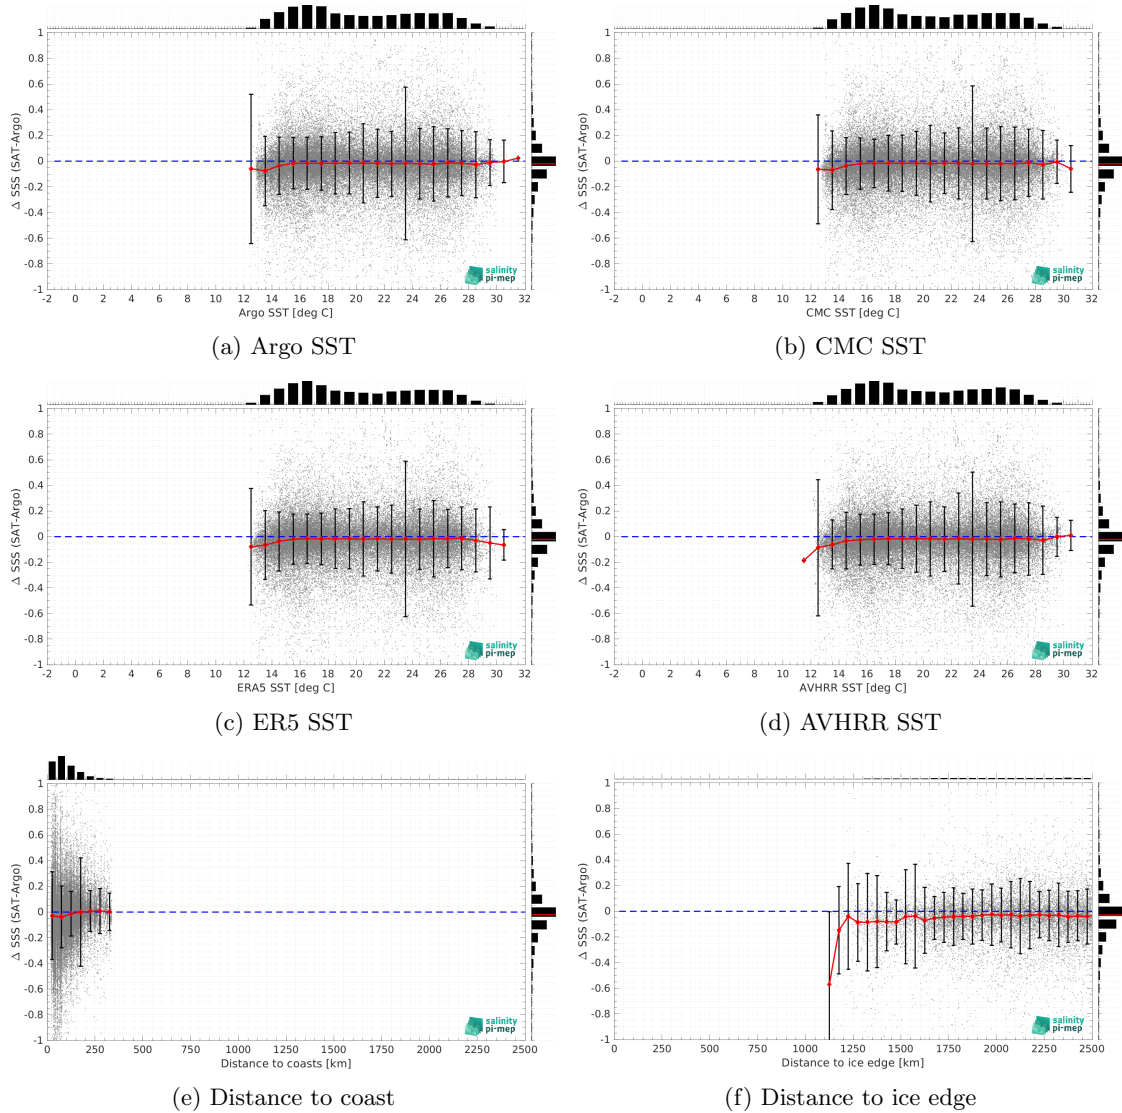 1
0.8
0.6
0.4
0.2
0
-0.2
-0.4
-0.6
-0.8
-1
Δ SSS (SAT-Argo)
salinity
pi-mep
-2 0 2 4 6 8 10 12 14 16 18 20 22 24 26 28 30 32
Argo SST [deg C]
(a) Argo SST
1
0.8
0.6
0.4
0.2
0
-0.2
-0.4
-0.6
-0.8
-1
Δ SSS (SAT-Argo)
salinity
pi-mep
-2 0 2 4 6 8 10 12 14 16 18 20 22 24 26 28 30 32
CMC SST [deg C]
(b) CMC SST
1
0.8
0.6
0.4
0.2
0
-0.2
-0.4
-0.6
-0.8
-1
Δ SSS (SAT-Argo)
salinity
pi-mep
-2 0 2 4 6 8 10 12 14 16 18 20 22 24 26 28 30 32
ERA5 SST [deg C]
(c) ER5 SST
1
0.8
0.6
0.4
0.2
0
-0.2
-0.4
-0.6
-0.8
-1
Δ SSS (SAT-Argo)
salinity
pi-mep
-2 0 2 4 6 8 10 12 14 16 18 20 22 24 26 28 30 32
AVHRR SST [deg C]
(d) AVHRR SST
1
0.8
0.6
0.4
0.2
0
-0.2
-0.4
-0.6
-0.8
-1
Δ SSS (SAT-Argo)
salinity
pi-mep
0 250 500 750 1000 1250 1500 1750 2000 2250 2500
Distance to coasts [km]
(e) Distance to coast
1
0.8
0.6
0.4
0.2
0
-0.2
-0.4
-0.6
-0.8
-1
Δ SSS (SAT-Argo)
salinity
pi-mep
0 250 500 750 1000 1250 1500 1750 2000 2250 2500
Distance to ice edge [km]
(f) Distance to ice edge